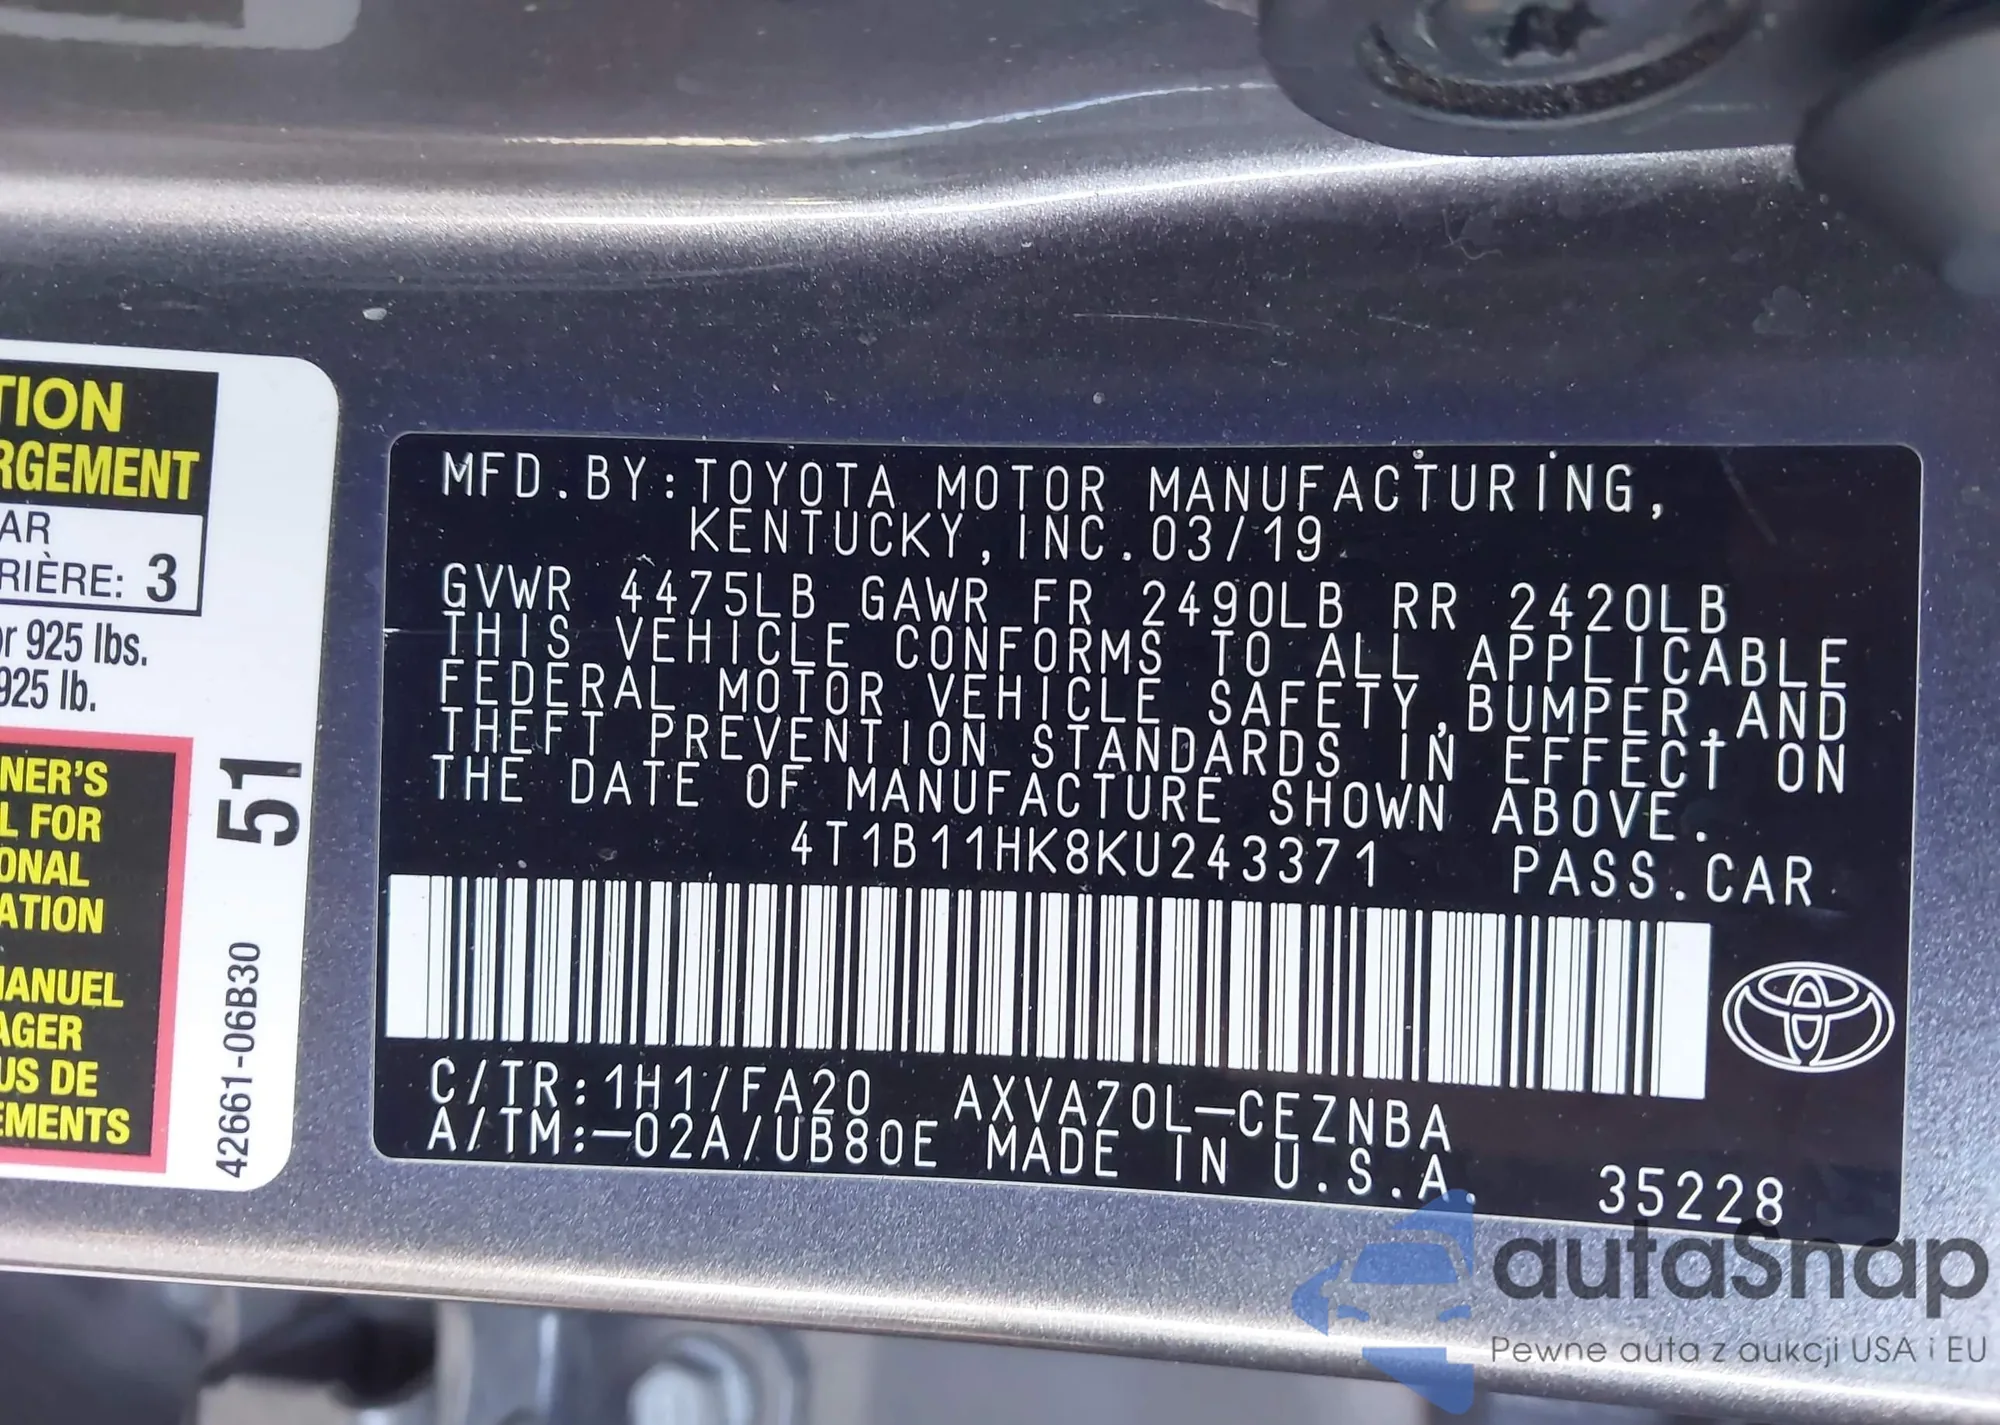 TION
RGEMENT
AR
RIÈRE: 3
r 925 lbs.
925 lb.
NER'S
L FOR
ONAL
ATION
MANUEL
AGER
US DE
EMENTS
51
42661-06B30
MFD.BY:TOYOTA MOTOR MANUFACTURING,
KENTUCKY,INC.03/19
GVWR 4475LB GAWR FR 2490LB RR 2420LB
THIS VEHICLE CONFORMS TO ALL APPLICABLE
FEDERAL MOTOR VEHICLE SAFETY,BUMPER,AND
THEFT PREVENTION STANDARDS IN EFFECT ON
THE DATE OF MANUFACTURE SHOWN ABOVE.
4T1B11HK8KU243371 PASS.CAR
C/TR:1H1/FA20 AXVA70L-CEZNBA
A/TM:-02A/UB80E MADE IN U.S.A.
35228
autaSnap
Pewne auta z aukcji USA i EU